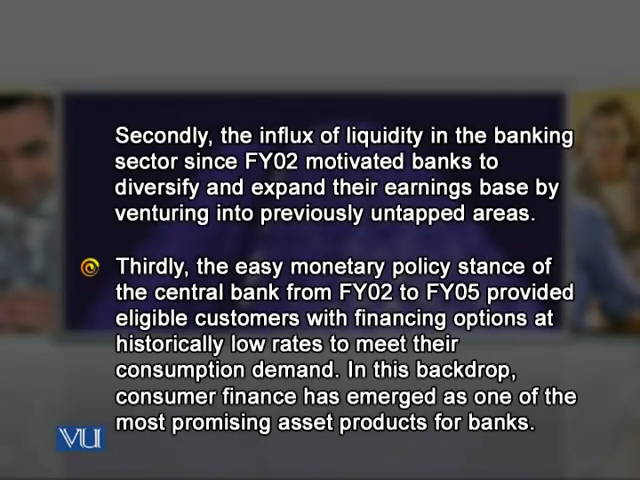 Secondly, the influx of liquidity in the banking
sector since FY02 motivated banks to
diversify and expand their earnings base by
venturing into previously untapped areas.
Thirdly, the easy monetary policy stance of
the central bank from FY02 to FY05 provided
eligible customers with financing options at
historically low rates to meet their
consumption demand. In this backdrop,
consumer finance has emerged as one of the
most promising asset products for banks.
VU